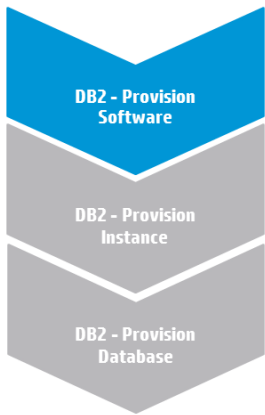 DB2 - Provision
Software
DB2 - Provision
Instance
DB2 - Provision
Database